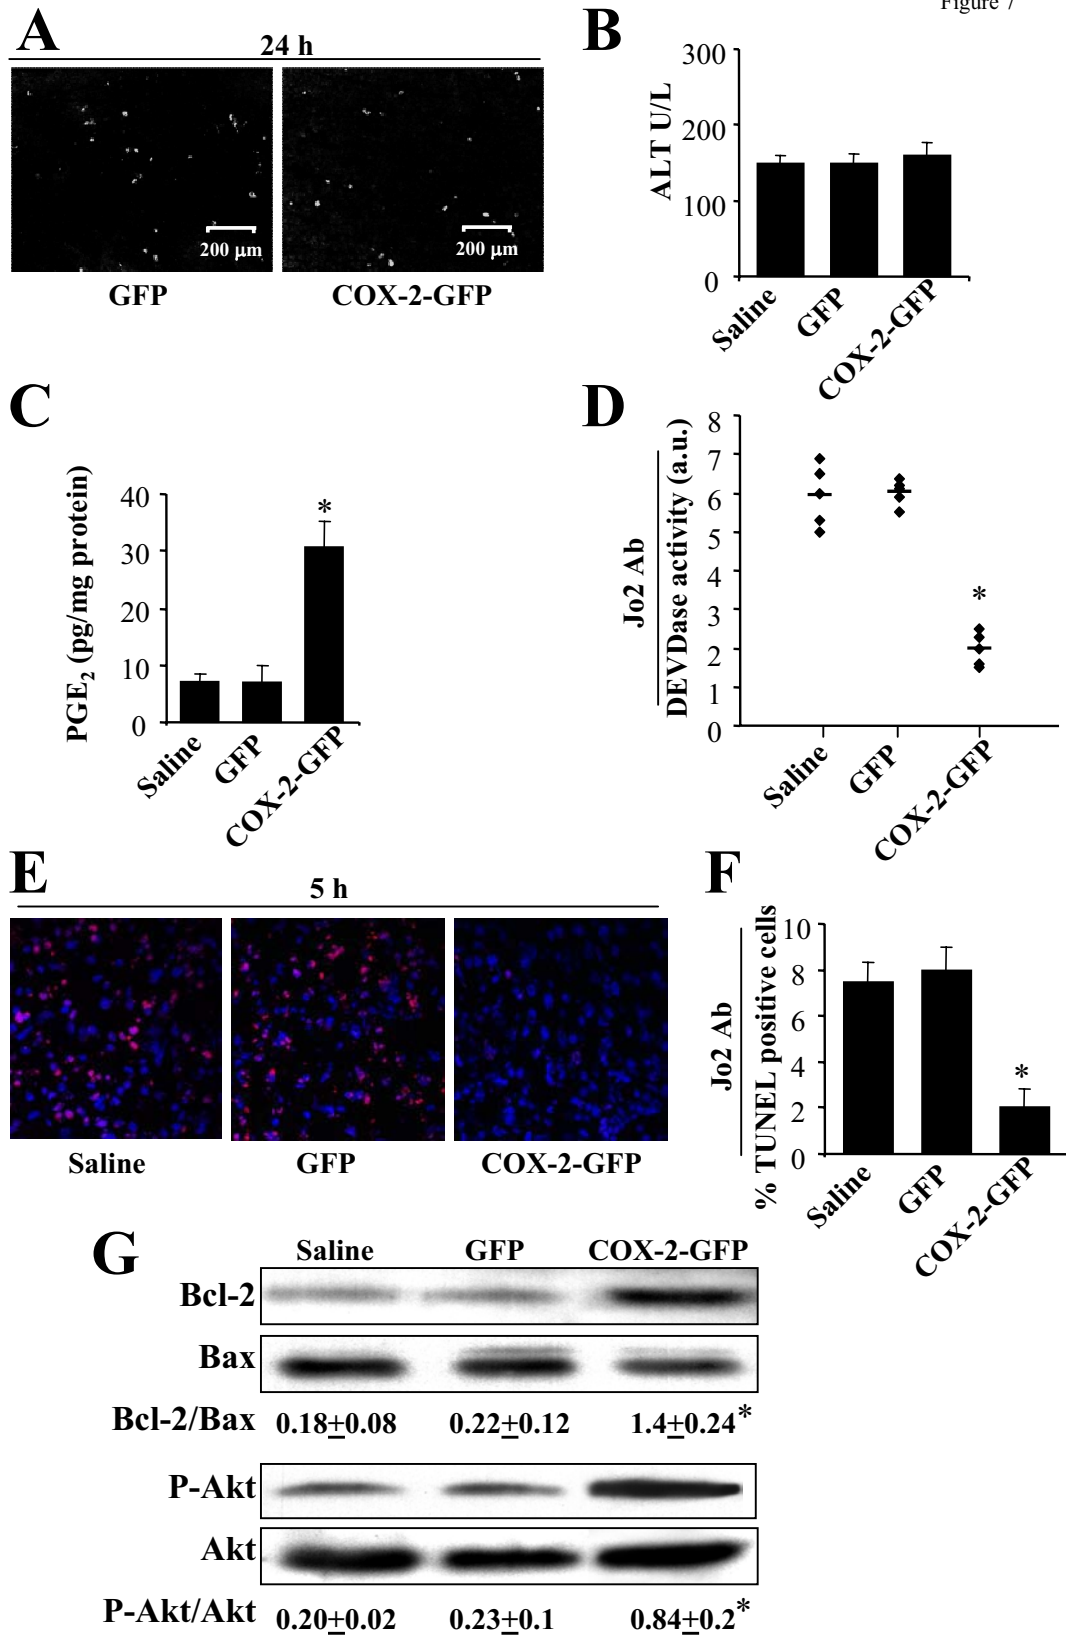 Figure 7
A
24 h
200 µm
200 µm
GFP
COX-2-GFP
B
ALT U/L
300
200
100
0
Saline
GFP
COX-2-GFP
C
PGE2 (pg/mg protein)
40
30
20
10
0
*
Saline
GFP
COX-2-GFP
D
Jo2 Ab
DEVDase activity (a.u.)
8
7
6
5
4
3
2
1
0
*
Saline
GFP
COX-2-GFP
E
5 h
Saline
GFP
COX-2-GFP
F
Jo2 Ab
% TUNEL positive cells
10
8
6
4
2
0
*
Saline
GFP
COX-2-GFP
G
Saline GFP COX-2-GFP
Bcl-2
Bax
Bcl-2/Bax 0.18±0.08 0.22±0.12 1.4±0.24*
P-Akt
Akt
P-Akt/Akt 0.20±0.02 0.23±0.1 0.84±0.2*